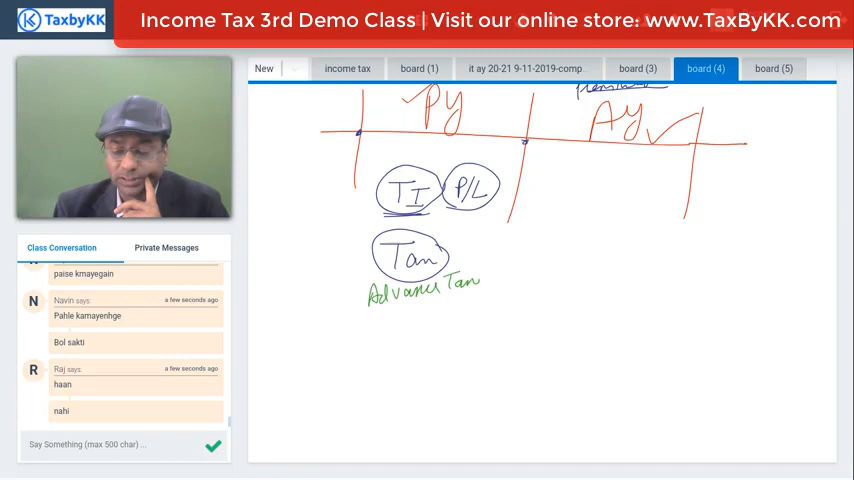 TaxbyKK
Income Tax 3rd Demo Class | Visit our online store: www.TaxByKK.com
New
income tax
board (1)
it ay 20-21 9-11-2019-comp...
board (3)
board (4)
board (5)
Py
Ay
TI
P/L
Tax
Advance Tax
Class Conversation
Private Messages
paise kmayegain
N
Navin says:
a few seconds ago
Pahle kamayenhge
Bol sakti
R
Raj says:
a few seconds ago
haan
nahi
Say Something (max 500 char) ...